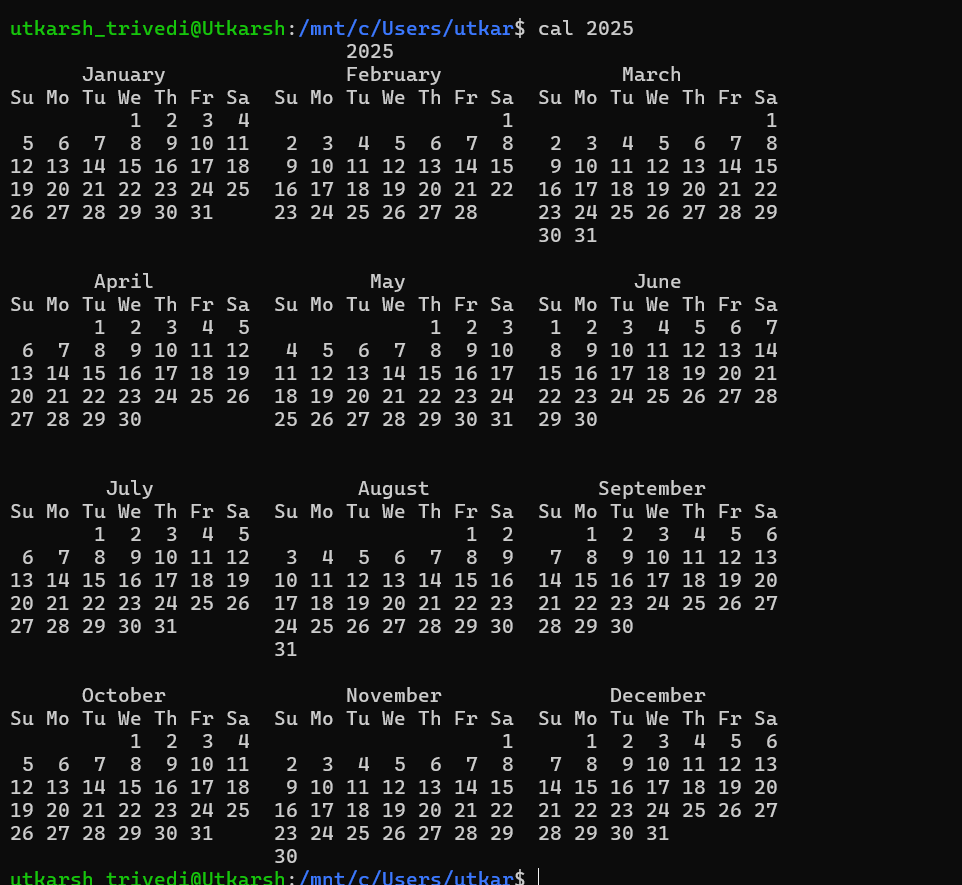 utkarsh_trivedi@Utkarsh:/mnt/c/Users/utkar$ cal 2025
                            2025
      January               February               March
Su Mo Tu We Th Fr Sa  Su Mo Tu We Th Fr Sa  Su Mo Tu We Th Fr Sa
          1  2  3  4                     1                     1
 5  6  7  8  9 10 11   2  3  4  5  6  7  8   2  3  4  5  6  7  8
12 13 14 15 16 17 18   9 10 11 12 13 14 15   9 10 11 12 13 14 15
19 20 21 22 23 24 25  16 17 18 19 20 21 22  16 17 18 19 20 21 22
26 27 28 29 30 31     23 24 25 26 27 28     23 24 25 26 27 28 29
                                            30 31

       April                  May                   June
Su Mo Tu We Th Fr Sa  Su Mo Tu We Th Fr Sa  Su Mo Tu We Th Fr Sa
       1  2  3  4  5               1  2  3   1  2  3  4  5  6  7
 6  7  8  9 10 11 12   4  5  6  7  8  9 10   8  9 10 11 12 13 14
13 14 15 16 17 18 19  11 12 13 14 15 16 17  15 16 17 18 19 20 21
20 21 22 23 24 25 26  18 19 20 21 22 23 24  22 23 24 25 26 27 28
27 28 29 30           25 26 27 28 29 30 31  29 30


        July                 August              September
Su Mo Tu We Th Fr Sa  Su Mo Tu We Th Fr Sa  Su Mo Tu We Th Fr Sa
       1  2  3  4  5                  1  2      1  2  3  4  5  6
 6  7  8  9 10 11 12   3  4  5  6  7  8  9   7  8  9 10 11 12 13
13 14 15 16 17 18 19  10 11 12 13 14 15 16  14 15 16 17 18 19 20
20 21 22 23 24 25 26  17 18 19 20 21 22 23  21 22 23 24 25 26 27
27 28 29 30 31        24 25 26 27 28 29 30  28 29 30
                      31

      October               November              December
Su Mo Tu We Th Fr Sa  Su Mo Tu We Th Fr Sa  Su Mo Tu We Th Fr Sa
          1  2  3  4                     1      1  2  3  4  5  6
 5  6  7  8  9 10 11   2  3  4  5  6  7  8   7  8  9 10 11 12 13
12 13 14 15 16 17 18   9 10 11 12 13 14 15  14 15 16 17 18 19 20
19 20 21 22 23 24 25  16 17 18 19 20 21 22  21 22 23 24 25 26 27
26 27 28 29 30 31     23 24 25 26 27 28 29  28 29 30 31
                      30
utkarsh_trivedi@Utkarsh:/mnt/c/Users/utkar$